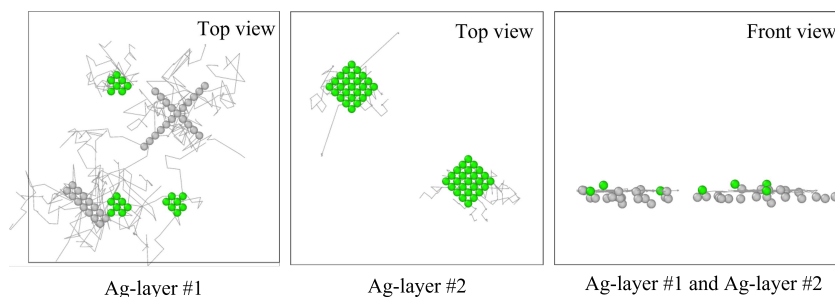 Top view
Top view
Front view
Ag-layer #1
Ag-layer #2
Ag-layer #1 and Ag-layer #2